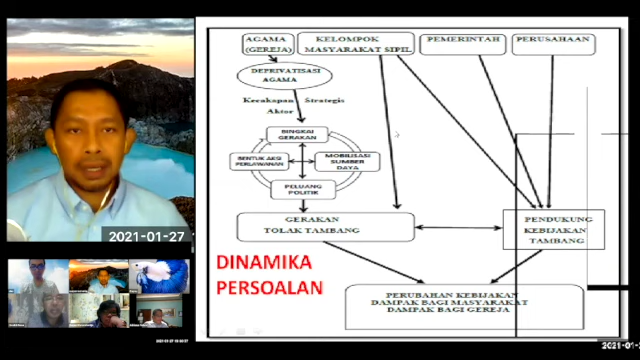 AGAMA
(GEREJA)
KELOMPOK
MASYARAKAT SIPIL
PEMERINTAH
PERUSAHAAN
DEPRIVATISASI
AGAMA
Kecakapan Strategis
Aktor
BINGKAI
GERAKAN
BENTUK AKSI
PERLAWANAN
MOBILISASI
SUMBER
DAYA
PELUANG
POLITIK
GERAKAN
TOLAK TAMBANG
PENDUKUNG
KEBIJAKAN
TAMBANG
DINAMIKA
PERSOALAN
PERUBAHAN KEBIJAKAN
DAMPAK BAGI MASYARAKAT
DAMPAK BAGI GEREJA
2021-01-27